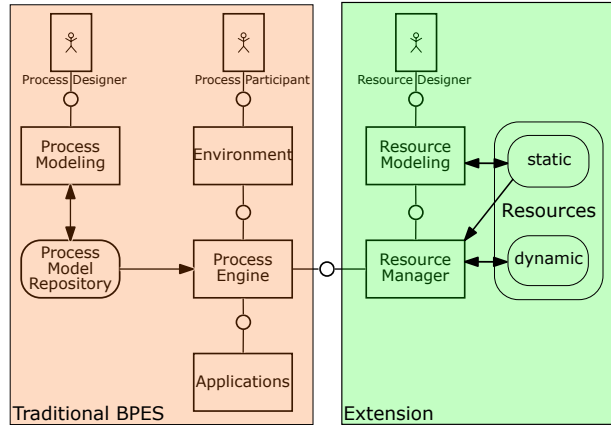 Process Designer
Process Participant
Resource Designer
Process
Modeling
Environment
Resource
Modeling
static
Resources
Process
Model
Repository
Process
Engine
Resource
Manager
dynamic
Applications
Traditional BPES
Extension